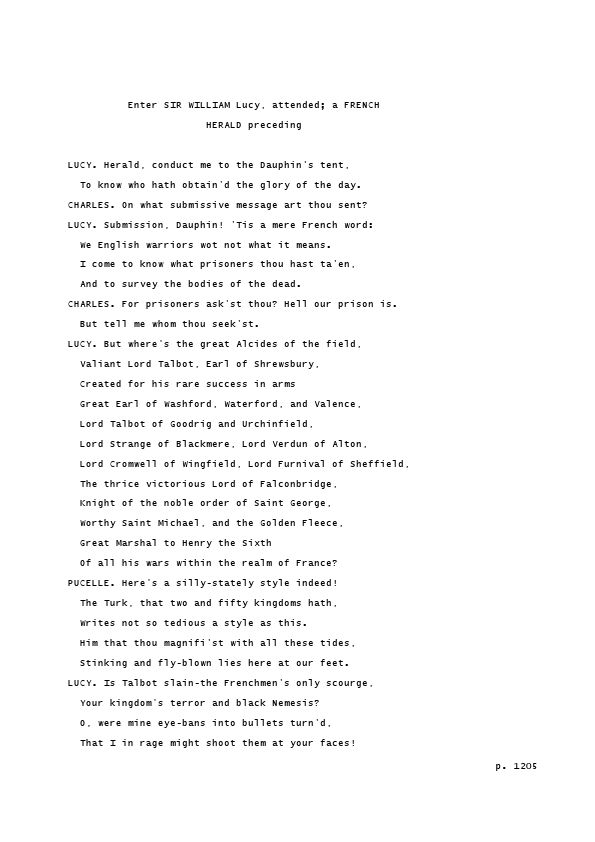 Enter SIR WILLIAM Lucy, attended; a FRENCH
HERALD preceding
LUCY. Herald, conduct me to the Dauphin's tent,
To know who hath obtain'd the glory of the day.
CHARLES. On what submissive message art thou sent?
LUCY. Submission, Dauphin! 'Tis a mere French word:
We English warriors wot not what it means.
I come to know what prisoners thou hast ta'en,
And to survey the bodies of the dead.
CHARLES. For prisoners ask'st thou? Hell our prison is.
But tell me whom thou seek'st.
LUCY. But where's the great Alcides of the field,
Valiant Lord Talbot, Earl of Shrewsbury,
Created for his rare success in arms
Great Earl of Washford, Waterford, and Valence,
Lord Talbot of Goodrig and Urchinfield,
Lord Strange of Blackmere, Lord Verdun of Alton,
Lord Cromwell of Wingfield, Lord Furnival of Sheffield,
The thrice victorious Lord of Falconbridge,
Knight of the noble order of Saint George,
Worthy Saint Michael, and the Golden Fleece,
Great Marshal to Henry the Sixth
Of all his wars within the realm of France?
PUCELLE. Here's a silly-stately style indeed!
The Turk, that two and fifty kingdoms hath,
Writes not so tedious a style as this.
Him that thou magnifi'st with all these tides,
Stinking and fly-blown lies here at our feet.
LUCY. Is Talbot slain-the Frenchmen's only scourge,
Your kingdom's terror and black Nemesis?
O, were mine eye-bans into bullets turn'd,
That I in rage might shoot them at your faces!
p. 1205